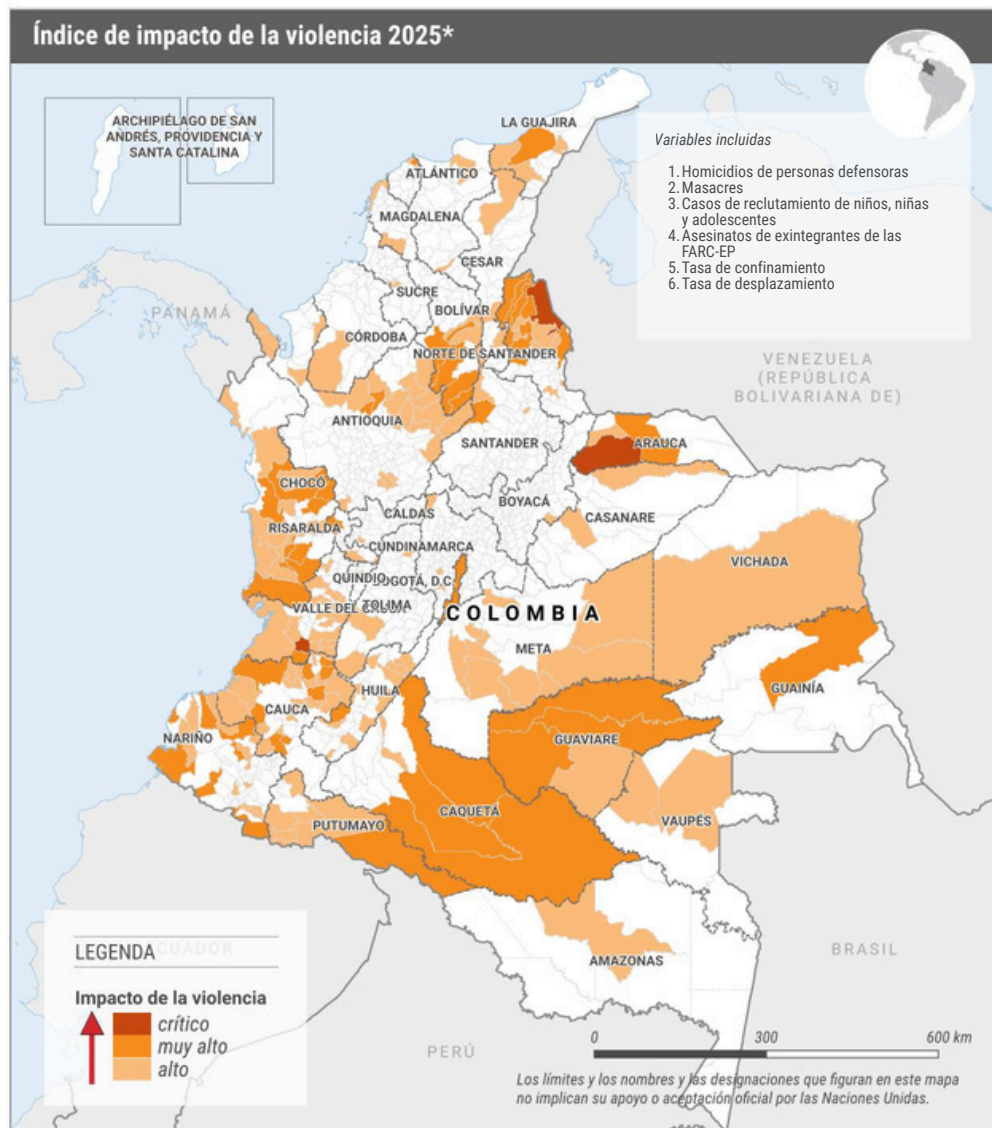 Índice de impacto de la violencia 2025*
ARCHIPIÉLAGO DE SAN
ANDRÉS, PROVIDENCIA Y
SANTA CATALINA
LA GUAJIRA
Variables incluidas
1. Homicidios de personas defensoras
2. Masacres
3. Casos de reclutamiento de niños, niñas
y adolescentes
4. Asesinatos de exintegrantes de las
FARC-EP
5. Tasa de confinamiento
6. Tasa de desplazamiento
ATLÁNTICO
MAGDALENA
CESAR
SUCRE
BOLÍVAR
PANAMÁ
CÓRDOBA
NORTE DE SANTANDER
VENEZUELA
(REPÚBLICA
BOLIVARIANA DE)
ANTIOQUIA
SANTANDER
ARAUCA
CHOCÓ
BOYACÁ
CALDAS
CASANARE
RISARALDA
CUNDINAMARCA
VICHADA
QUINDIO
OGOTÁ, D.C
VALLE DEL
TOLIMA
COLOMBIA
META
GUAINÍA
HUILA
CAUCA
NARIÑO
GUAVIARE
CAQUETÁ
VAUPÉS
PUTUMAYO
ECUADOR
LEGENDA
BRASIL
AMAZONAS
Impacto de la violencia
crítico
muy alto
alto
PERÚ
0 300 600 km
Los límites y los nombres y las designaciones que figuran en este mapa
no implican su apoyo o aceptación oficial por las Naciones Unidas.